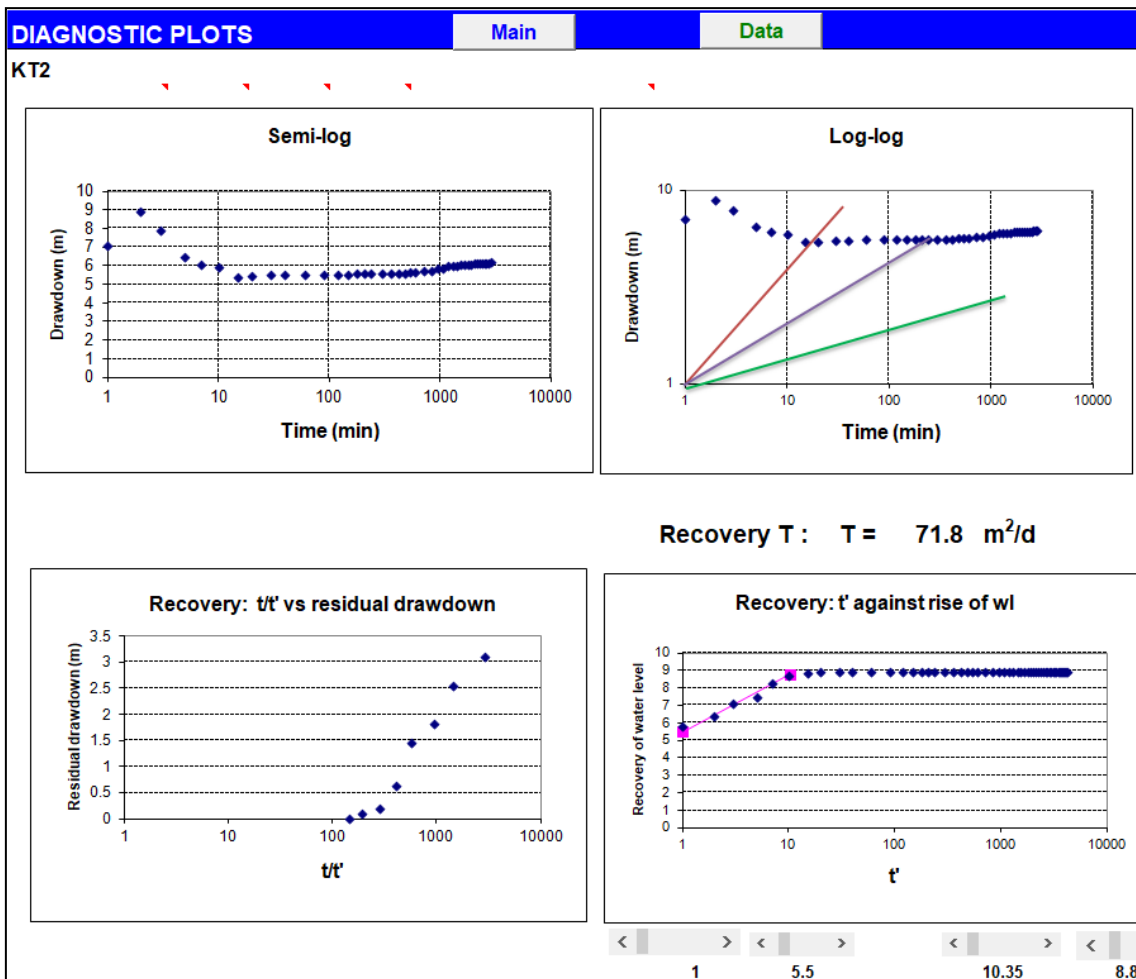 DIAGNOSTIC PLOTS Main Data
KT2
Semi-log
10
9
8
7
6
5
4
3
2
1
0
Drawdown (m)
1 10 100 1000 10000
Time (min)
Log-log
10
1
Drawdown (m)
1 10 100 1000 10000
Time (min)
Recovery T : T = 71.8 m²/d
Recovery: t/t' vs residual drawdown
3.5
3
2.5
2
1.5
1
0.5
0
Residual drawdown (m)
1 10 100 1000 10000
t/t'
Recovery: t' against rise of wl
10
9
8
7
6
5
4
3
2
1
0
Recovery of water level
1 10 100 1000 10000
t'
1 5.5 10.35